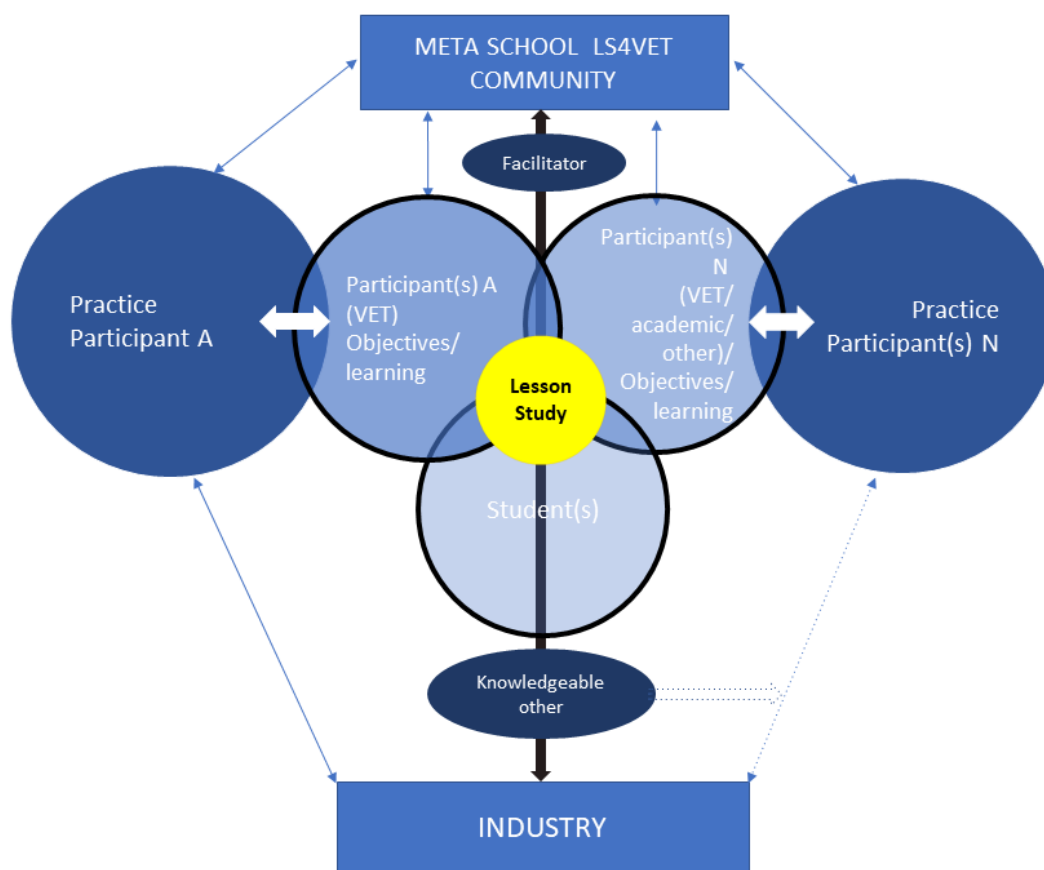 META SCHOOL LS4VET
COMMUNITY
Facilitator
Practice
Participant A
Participant(s) A
(VET)
Objectives/
learning
Participant(s)
N
(VET/
academic/
other)/
Objectives/
learning
Practice
Participant(s) N
Lesson
Study
Student(s)
Knowledgeable
other
INDUSTRY